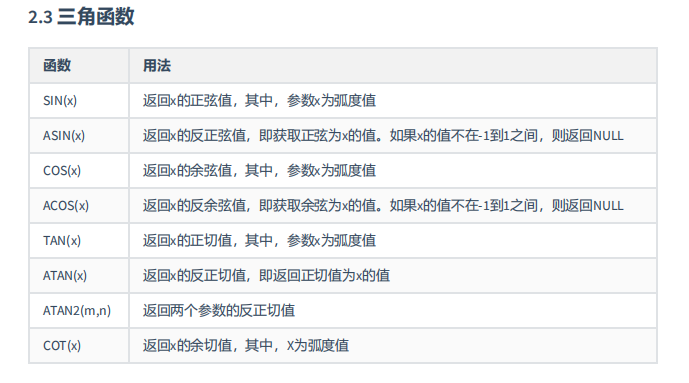 2.3 三角函数
函数 用法
SIN(x) 返回x的正弦值，其中，参数x为弧度值
ASIN(x) 返回x的反正弦值，即获取正弦为x的值。如果x的值不在-1到1之间，则返回NULL
COS(x) 返回x的余弦值，其中，参数x为弧度值
ACOS(x) 返回x的反余弦值，即获取余弦为x的值。如果x的值不在-1到1之间，则返回NULL
TAN(x) 返回x的正切值，其中，参数x为弧度值
ATAN(x) 返回x的反正切值，即返回正切值为x的值
ATAN2(m,n) 返回两个参数的反正切值
COT(x) 返回x的余切值，其中，X为弧度值